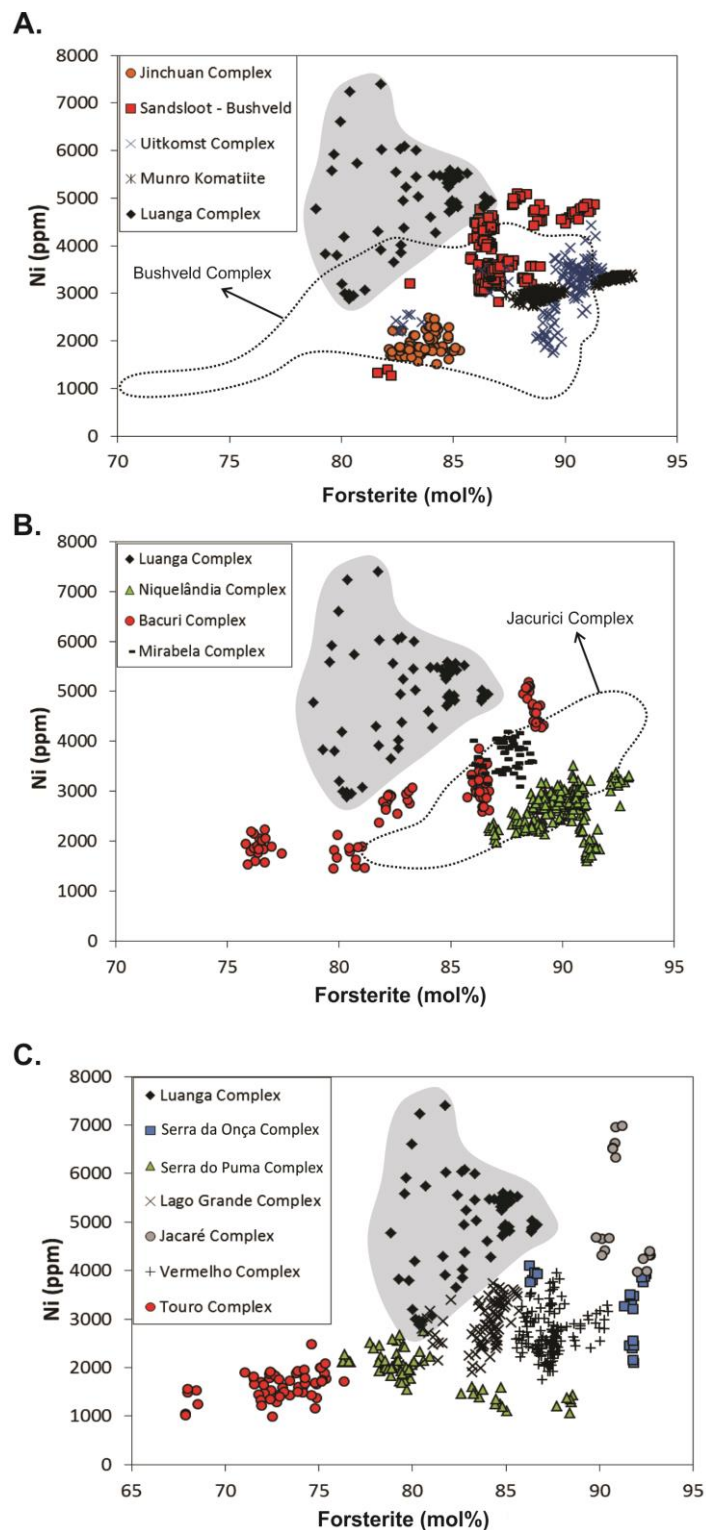 A.
8000
7000
6000
5000
4000
3000
2000
1000
0
Ni (ppm)
Jinchuan Complex
Sandsloot - Bushveld
Uitkomst Complex
Munro Komatiite
Luanga Complex
Bushveld Complex
70 75 80 85 90 95
Forsterite (mol%)
B.
8000
7000
6000
5000
4000
3000
2000
1000
0
Ni (ppm)
Luanga Complex
Niquelândia Complex
Bacuri Complex
Mirabela Complex
Jacurici Complex
70 75 80 85 90 95
Forsterite (mol%)
C.
8000
7000
6000
5000
4000
3000
2000
1000
0
Ni (ppm)
Luanga Complex
Serra da Onça Complex
Serra do Puma Complex
Lago Grande Complex
Jacaré Complex
Vermelho Complex
Touro Complex
65 70 75 80 85 90 95
Forsterite (mol%)